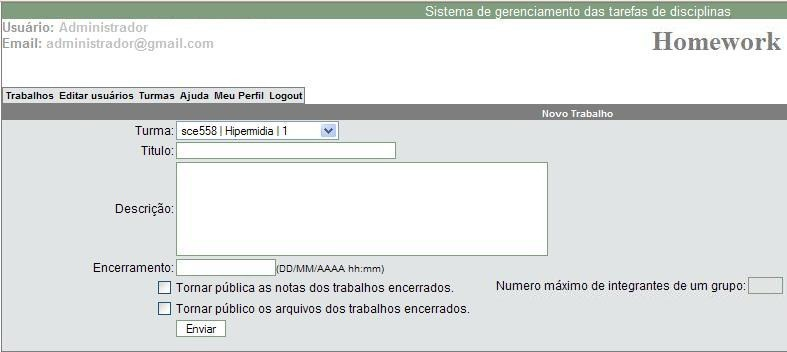 Sistema de gerenciamento das tarefas de disciplinas
Usuário: Administrador
Email: administrador@gmail.com
Homework
Trabalhos Editar usuários Turmas Ajuda Meu Perfil Logout
Novo Trabalho
Turma: sce558 | Hipemidia | 1
Titulo:
Descrição:
Encerramento: (DD/MM/AAAA hh:mm)
Tornar pública as notas dos trabalhos encerrados. Numero máximo de integrantes de um grupo:
Tornar público os arquivos dos trabalhos encerrados.
Enviar